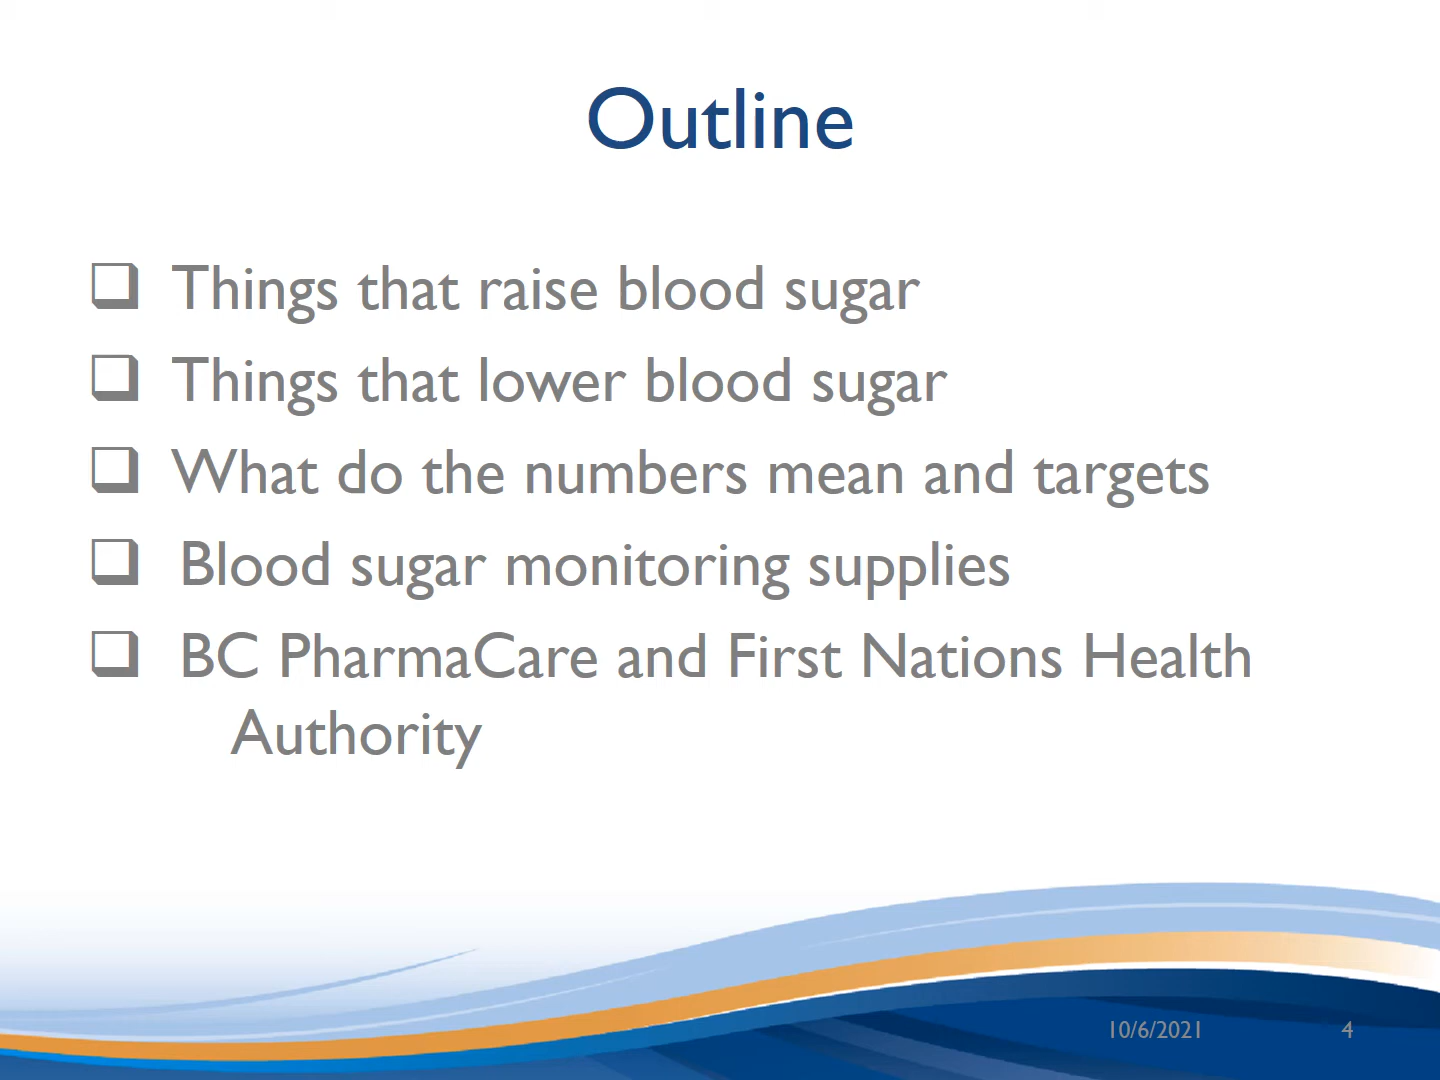 Outline
❑ Things that raise blood sugar
❑ Things that lower blood sugar
❑ What do the numbers mean and targets
❑ Blood sugar monitoring supplies
❑ BC PharmaCare and First Nations Health
Authority
10/6/2021 4